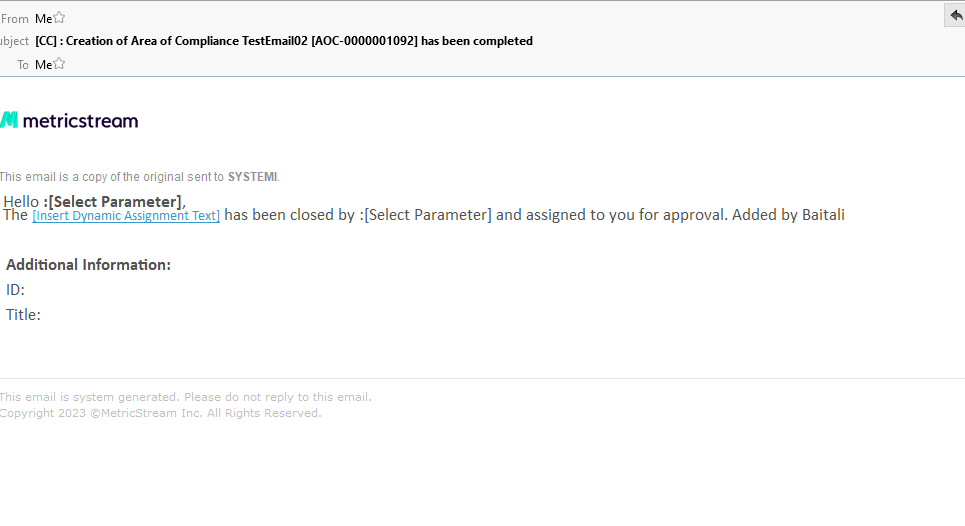 From Me
ubject [CC] : Creation of Area of Compliance TestEmail02 [AOC-0000001092] has been completed
To Me
metricstream
This email is a copy of the original sent to SYSTEMI.
Hello :[Select Parameter],
The [Insert Dynamic Assignment Text] has been closed by :[Select Parameter] and assigned to you for approval. Added by Baitali
Additional Information:
ID:
Title:
This email is system generated. Please do not reply to this email.
Copyright 2023 ©MetricStream Inc. All Rights Reserved.